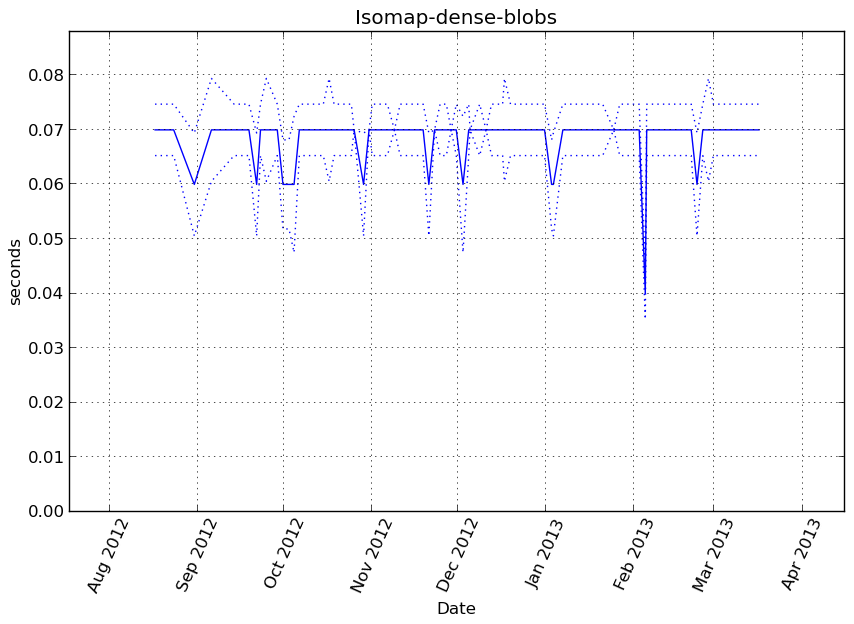 Isomap-dense-blobs
0.08
0.07
0.06
0.05
0.04
0.03
0.02
0.01
0.00
seconds
Aug 2012
Sep 2012
Oct 2012
Nov 2012
Dec 2012
Jan 2013
Feb 2013
Mar 2013
Apr 2013
Date